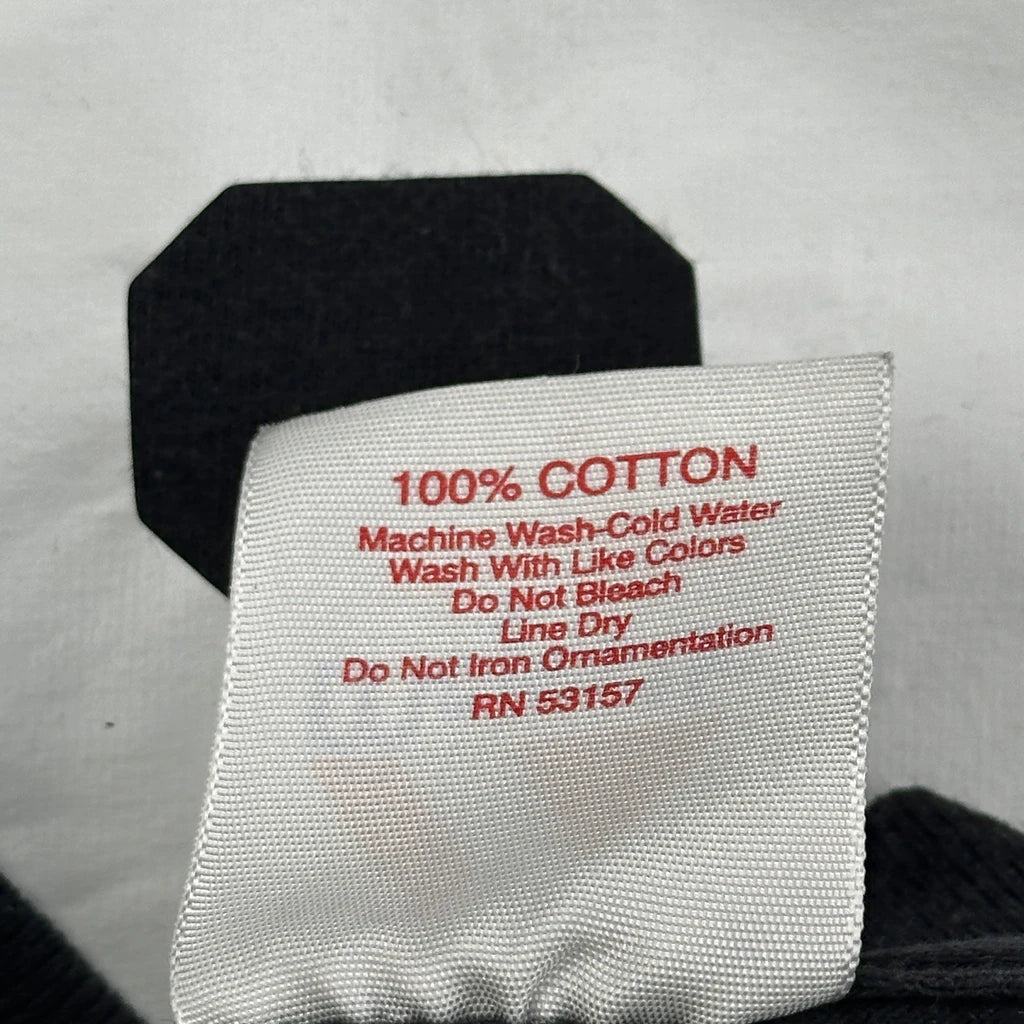 100% COTTON
Machine Wash-Cold Water
Wash With Like Colors
Do Not Bleach
Line Dry
Do Not Iron Ornamentation
RN 53157